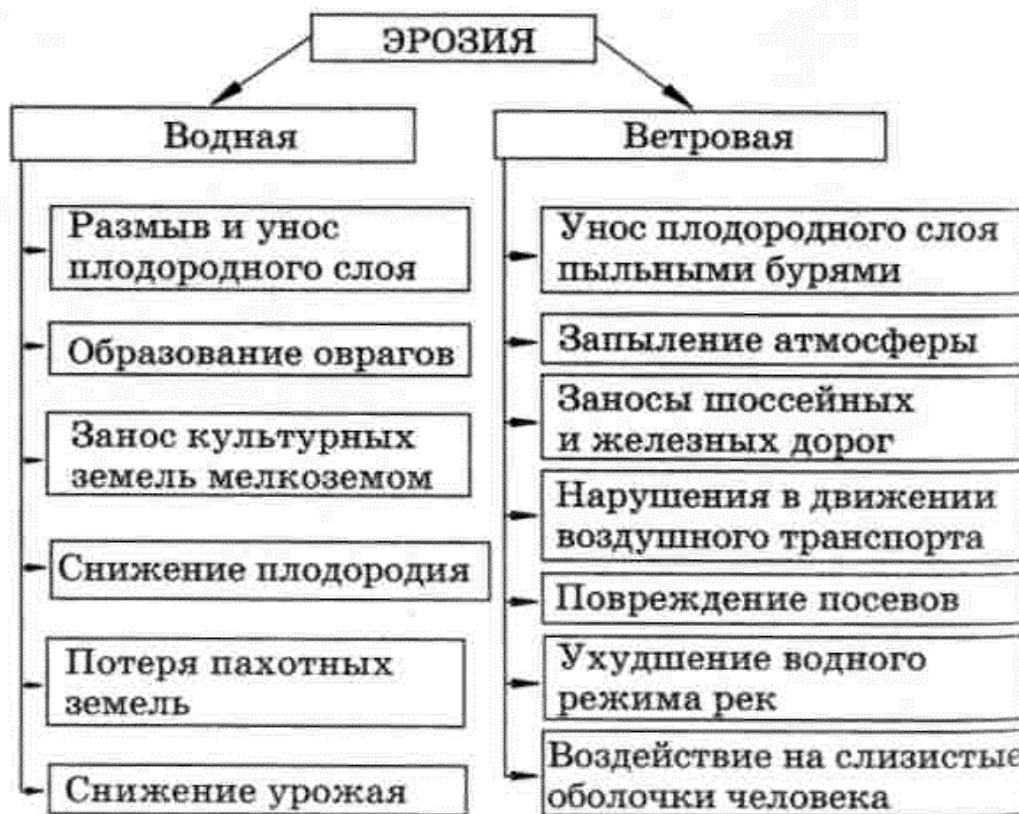 ЭРОЗИЯ
Водная
Размыв и унос
плодородного слоя
Образование оврагов
Занос культурных
земель мелкоземом
Снижение плодородия
Потеря пахотных
земель
Снижение урожая
Ветровая
Унос плодородного слоя
пыльными бурями
Запыление атмосферы
Заносы шоссейных
и железных дорог
Нарушения в движении
воздушного транспорта
Повреждение посевов
Ухудшение водного
режима рек
Воздействие на слизистые
оболочки человека